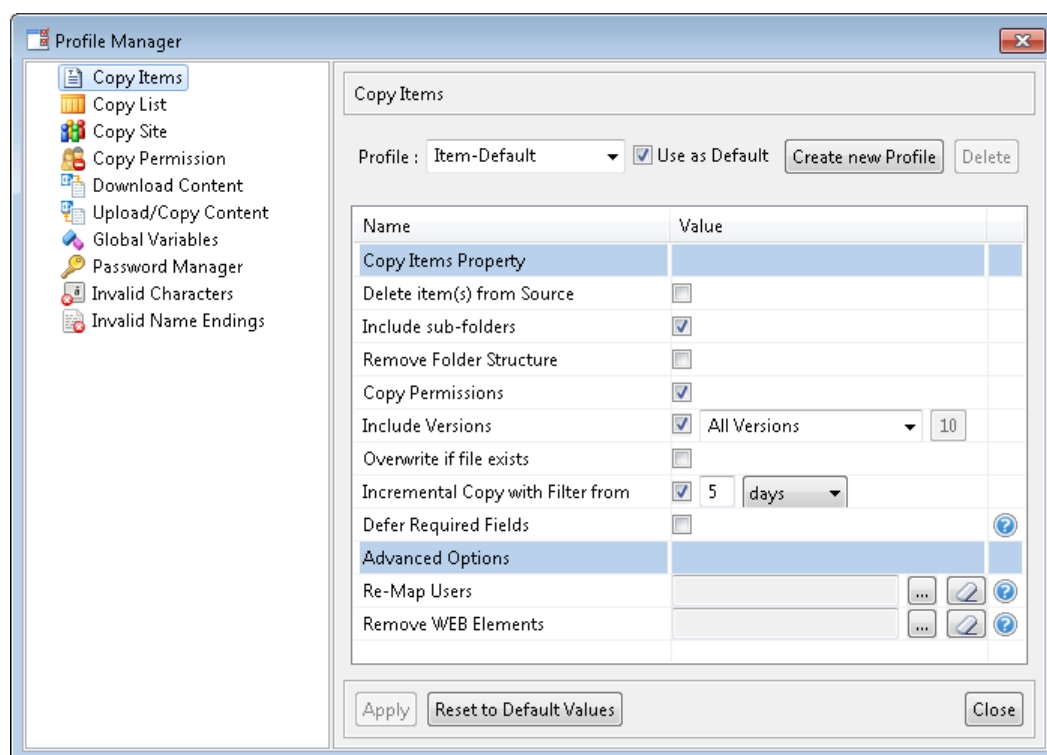 Profile Manager
Copy Items
Copy List
Copy Site
Copy Permission
Download Content
Upload/Copy Content
Global Variables
Password Manager
Invalid Characters
Invalid Name Endings
Copy Items
Profile : Item-Default Use as Default Create new Profile Delete
Name Value
Copy Items Property
Delete item(s) from Source
Include sub-folders
Remove Folder Structure
Copy Permissions
Include Versions All Versions 10
Overwrite if file exists
Incremental Copy with Filter from 5 days
Defer Required Fields
Advanced Options
Re-Map Users ...
Remove WEB Elements ...
Apply Reset to Default Values Close